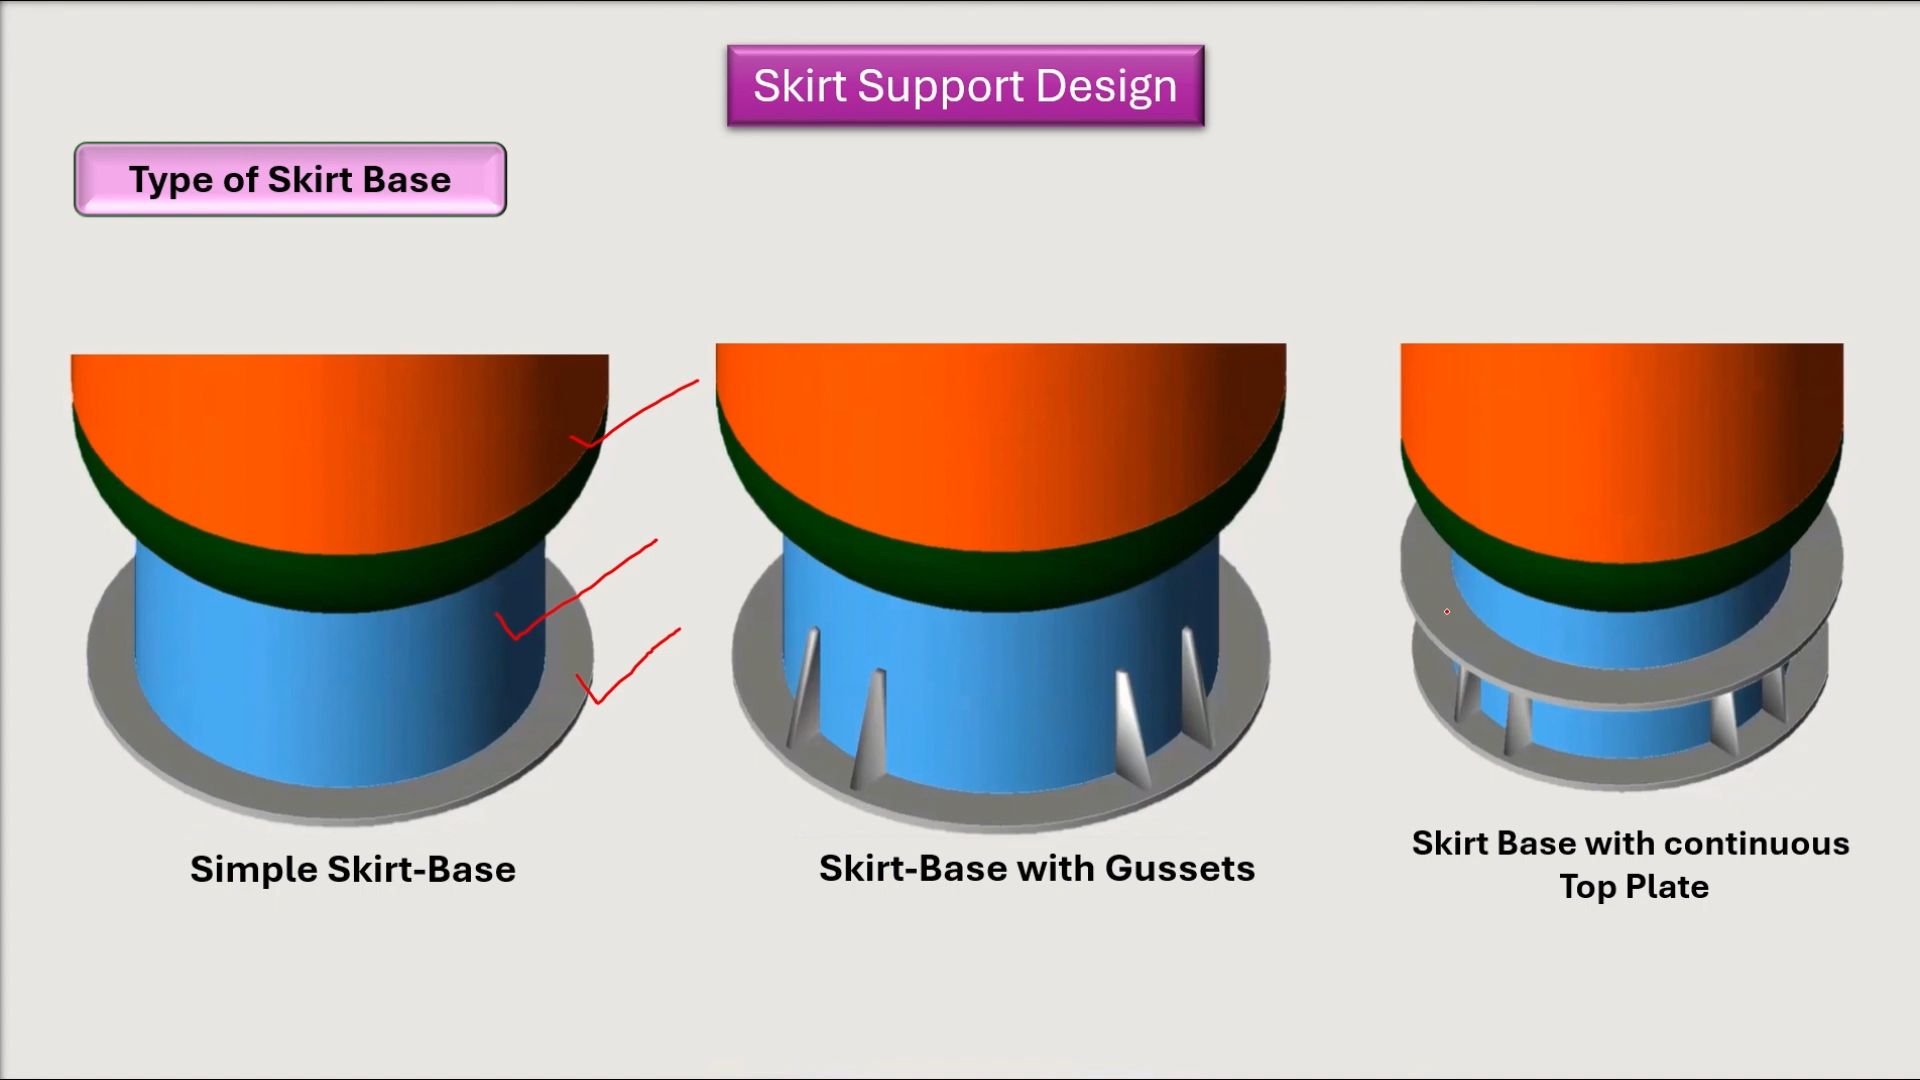 Skirt Support Design
Type of Skirt Base
Simple Skirt-Base
Skirt-Base with Gussets
Skirt Base with continuous
Top Plate